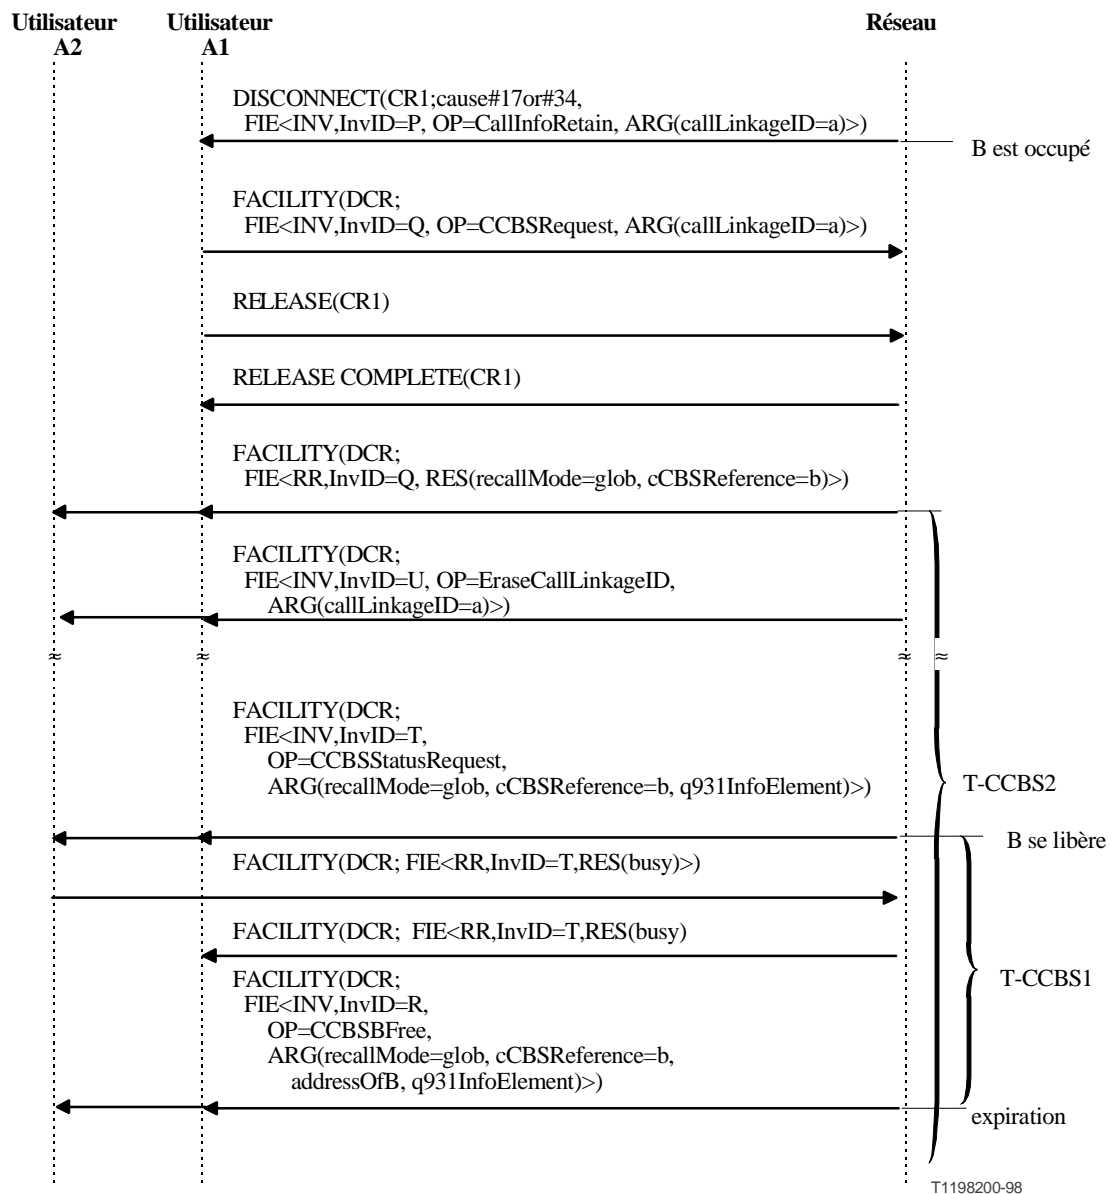 Utilisateur A2
Utilisateur A1
Réseau
DISCONNECT(CR1;cause#17or#34,
FIE<INV,InvID=P, OP=CallInfoRetain, ARG(callLinkageID=a)>)
B est occupé
FACILITY(DCR;
FIE<INV,InvID=Q, OP=CCBSRequest, ARG(callLinkageID=a)>)
RELEASE(CR1)
RELEASE COMPLETE(CR1)
FACILITY(DCR;
FIE<RR,InvID=Q, RES(recallMode=glob, cCBSReference=b)>)
FACILITY(DCR;
FIE<INV,InvID=U, OP=EraseCallLinkageID,
ARG(callLinkageID=a)>)
≈ ≈ ≈ ≈
FACILITY(DCR;
FIE<INV,InvID=T,
OP=CCBSStatusRequest,
ARG(recallMode=glob, cCBSReference=b, q931InfoElement)>)
T-CCBS2
B se libère
FACILITY(DCR; FIE<RR,InvID=T,RES(busy)>)
FACILITY(DCR; FIE<RR,InvID=T,RES(busy)
FACILITY(DCR;
FIE<INV,InvID=R,
OP=CCBSBFree,
ARG(recallMode=glob, cCBSReference=b,
addressOfB, q931InfoElement)>)
T-CCBS1
expiration
T1198200-98